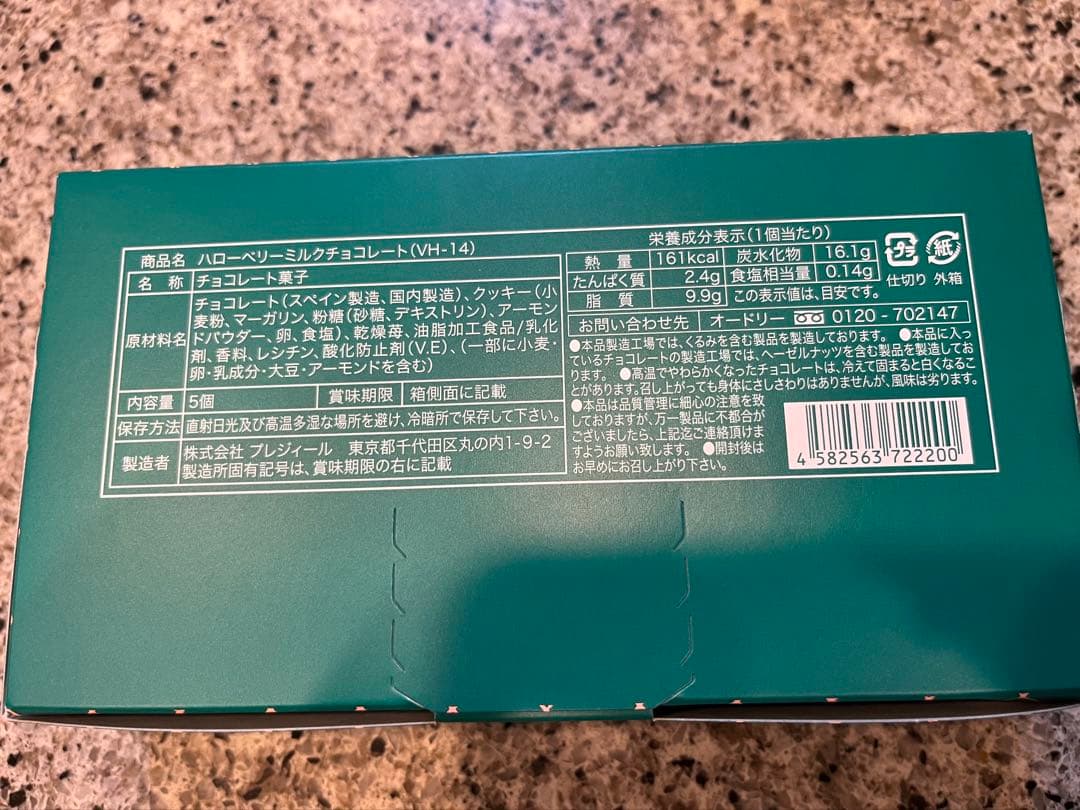 商品名 ハローベリーミルクチョコレート(VH-14)
名 称 チョコレート菓子
原材料名 チョコレート(スペイン製造、国内製造)、クッキー(小
麦粉、マーガリン、粉糖(砂糖、デキストリン)、アーモン
ドパウダー、卵、食塩)、乾燥苺、油脂加工食品/乳化
剤、香料、レシチン、酸化防止剤(V.E)、(一部に小麦・
卵・乳成分・大豆・アーモンドを含む)
内容量 5個 賞味期限 箱側面に記載
保存方法 直射日光及び高温多湿な場所を避け、冷暗所で保存して下さい。
製造者 株式会社 プレジィール 東京都千代田区丸の内1-9-2
製造所固有記号は、賞味期限の右に記載
栄養成分表示(1個当たり)
熱 量 161kcal 炭水化物 16.1g
たんぱく質 2.4g 食塩相当量 0.14g
脂 質 9.9g この表示値は、目安です。
プラ 紙
仕切り 外箱
お問い合わせ先 オードリー 0120-702147
●本品製造工場では、くるみを含む製品を製造しております。 ●本品に入っ
ているチョコレートの製造工場では、ヘーゼルナッツを含む製品を製造してお
ります。 ●高温でやわらかくなったチョコレートは、冷えて固まると白くなるこ
とがあります。召し上がっても身体にさしさわりはありませんが、風味は劣ります。
●本品は品質管理に細心の注意を致
しておりますが、万一製品に不都合が
ございましたら、上記迄ご連絡頂けま
すようお願い致します。 ●開封後は
お早めにお召し上がり下さい。
4 582563 722200